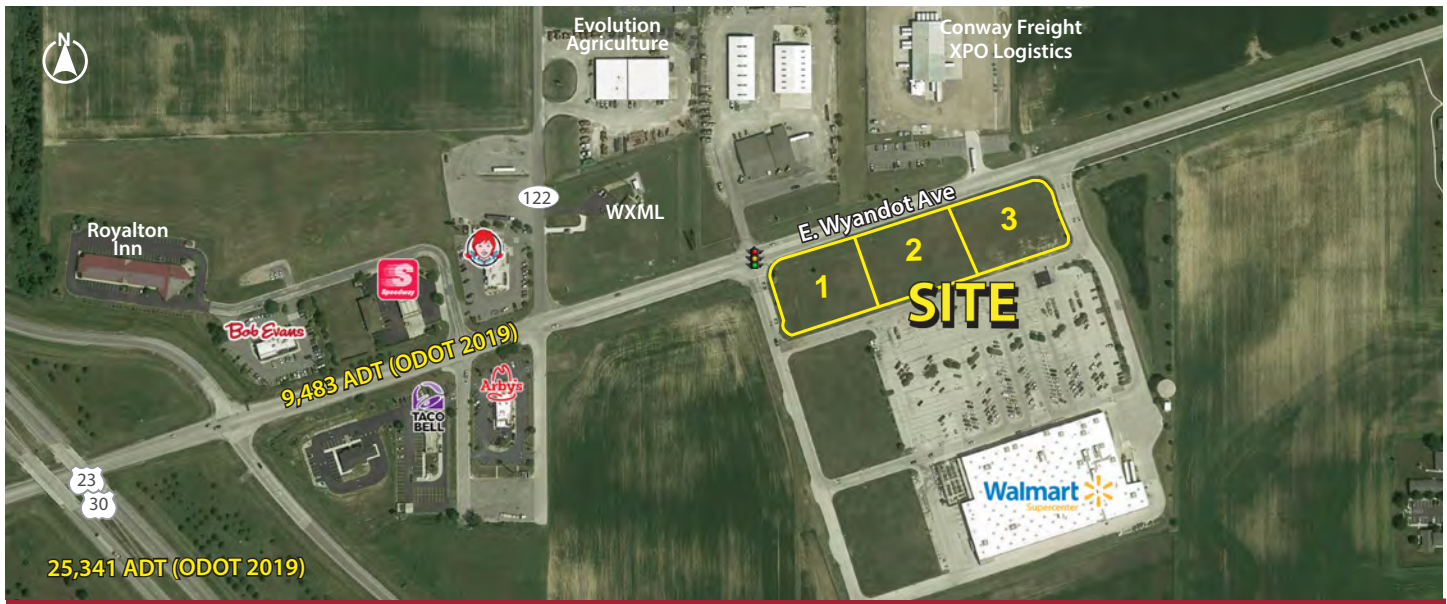 N
Evolution
Agriculture
Conway Freight
XPO Logistics
122
WXML
E. Wyandot Ave
Royalton
Inn
S
Speedway
Bob Evans
1
2
3
SITE
9,483 ADT (ODOT 2019)
TACO
BELL
Arby's
23
30
Walmart
Supercenter
25,341 ADT (ODOT 2019)